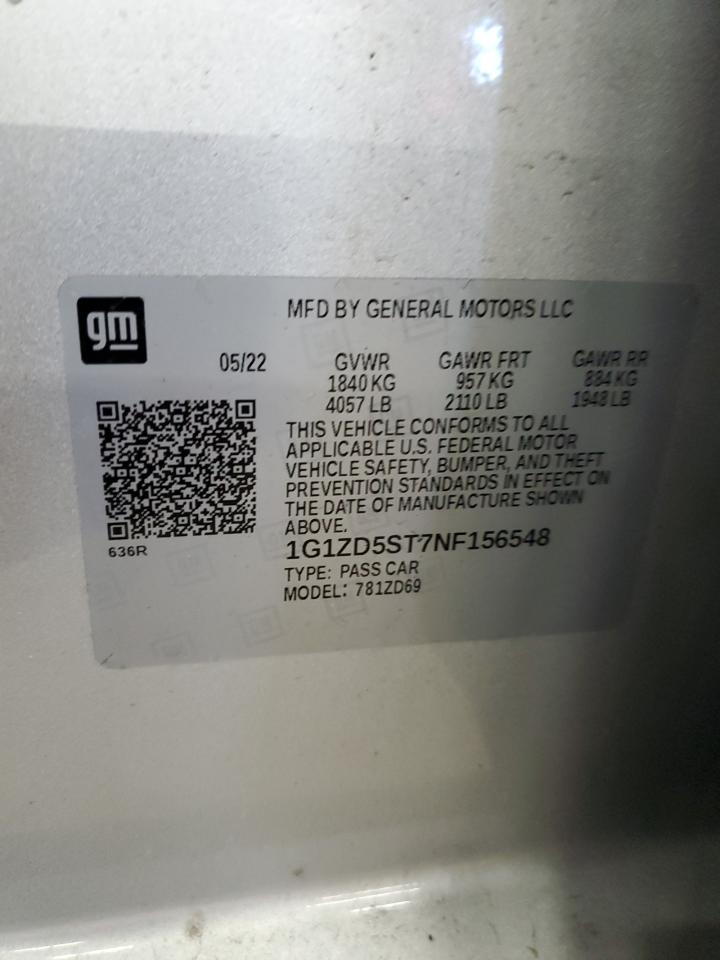 gm
MFD BY GENERAL MOTORS LLC
05/22 GVWR GAWR FRT GAWR RR
1840 KG 957 KG 884 KG
4057 LB 2110 LB 1948 LB
THIS VEHICLE CONFORMS TO ALL
APPLICABLE U.S. FEDERAL MOTOR
VEHICLE SAFETY, BUMPER, AND THEFT
PREVENTION STANDARDS IN EFFECT ON
THE DATE OF MANUFACTURE SHOWN
ABOVE.
636R
1G1ZD5ST7NF156548
TYPE: PASS CAR
MODEL: 781ZD69